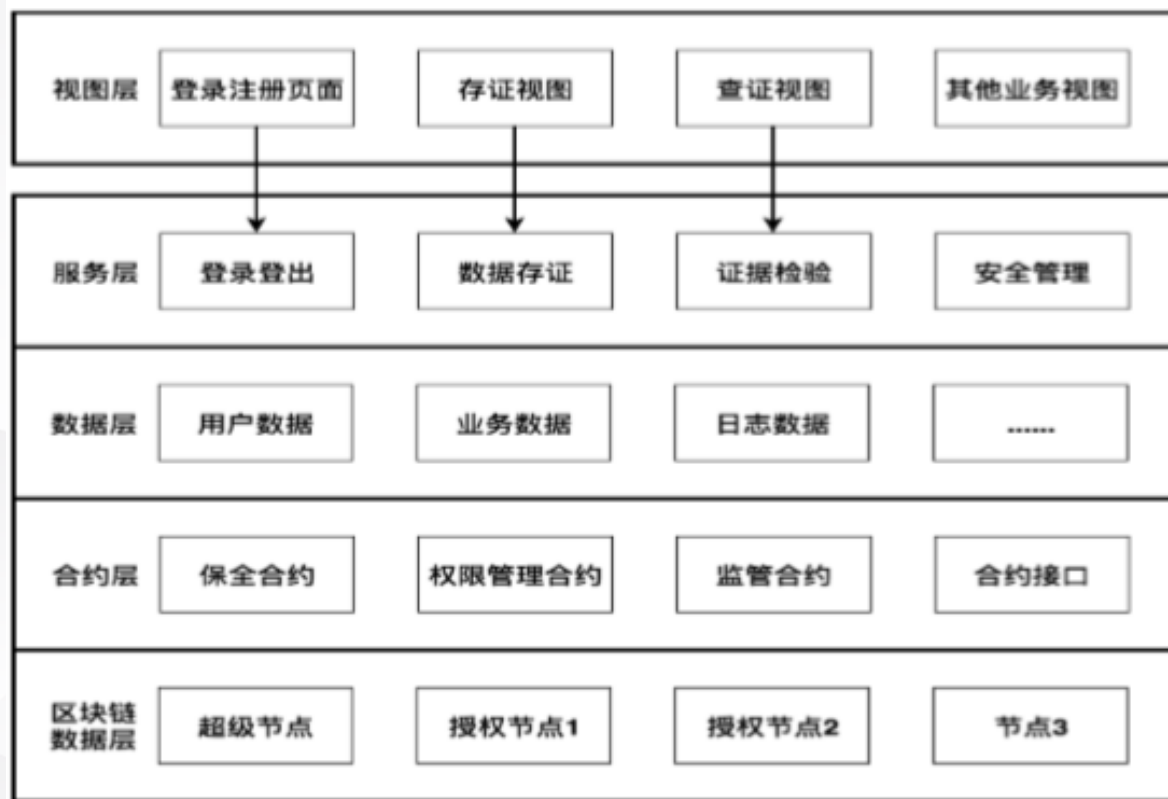 视图层 登录注册页面 存证视图 查证视图 其他业务视图
服务层 登录登出 数据存证 证据检验 安全管理
数据层 用户数据 业务数据 日志数据 ......
合约层 保全合约 权限管理合约 监管合约 合约接口
区块链
数据层 超级节点 授权节点1 授权节点2 节点3